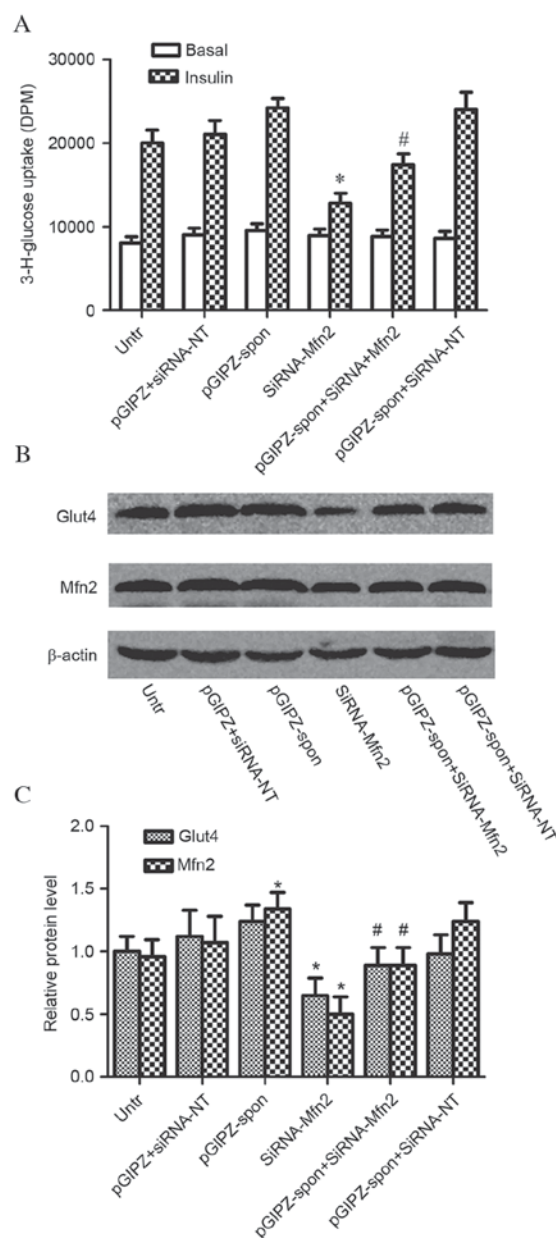 A
Basal
Insulin
3-H-glucose uptake (DPM)
30000
20000
10000
0
*
#
Untr
pGIPZ+siRNA-NT
pGIPZ-spon
SiRNA-Mfn2
pGIPZ-spon+SiRNA+Mfn2
pGIPZ-spon+SiRNA-NT
B
Glut4
Mfn2
β-actin
Untr
pGIPZ+siRNA-NT
pGIPZ-spon
SiRNA-Mfn2
pGIPZ-spon+SiRNA-Mfn2
pGIPZ-spon+SiRNA-NT
C
Glut4
Mfn2
Relative protein level
2.0
1.5
1.0
0.5
0.0
*
*
*
#
#
Untr
pGIPZ+siRNA-NT
pGIPZ-spon
SiRNA-Mfn2
pGIPZ-spon+SiRNA-Mfn2
pGIPZ-spon+SiRNA-NT